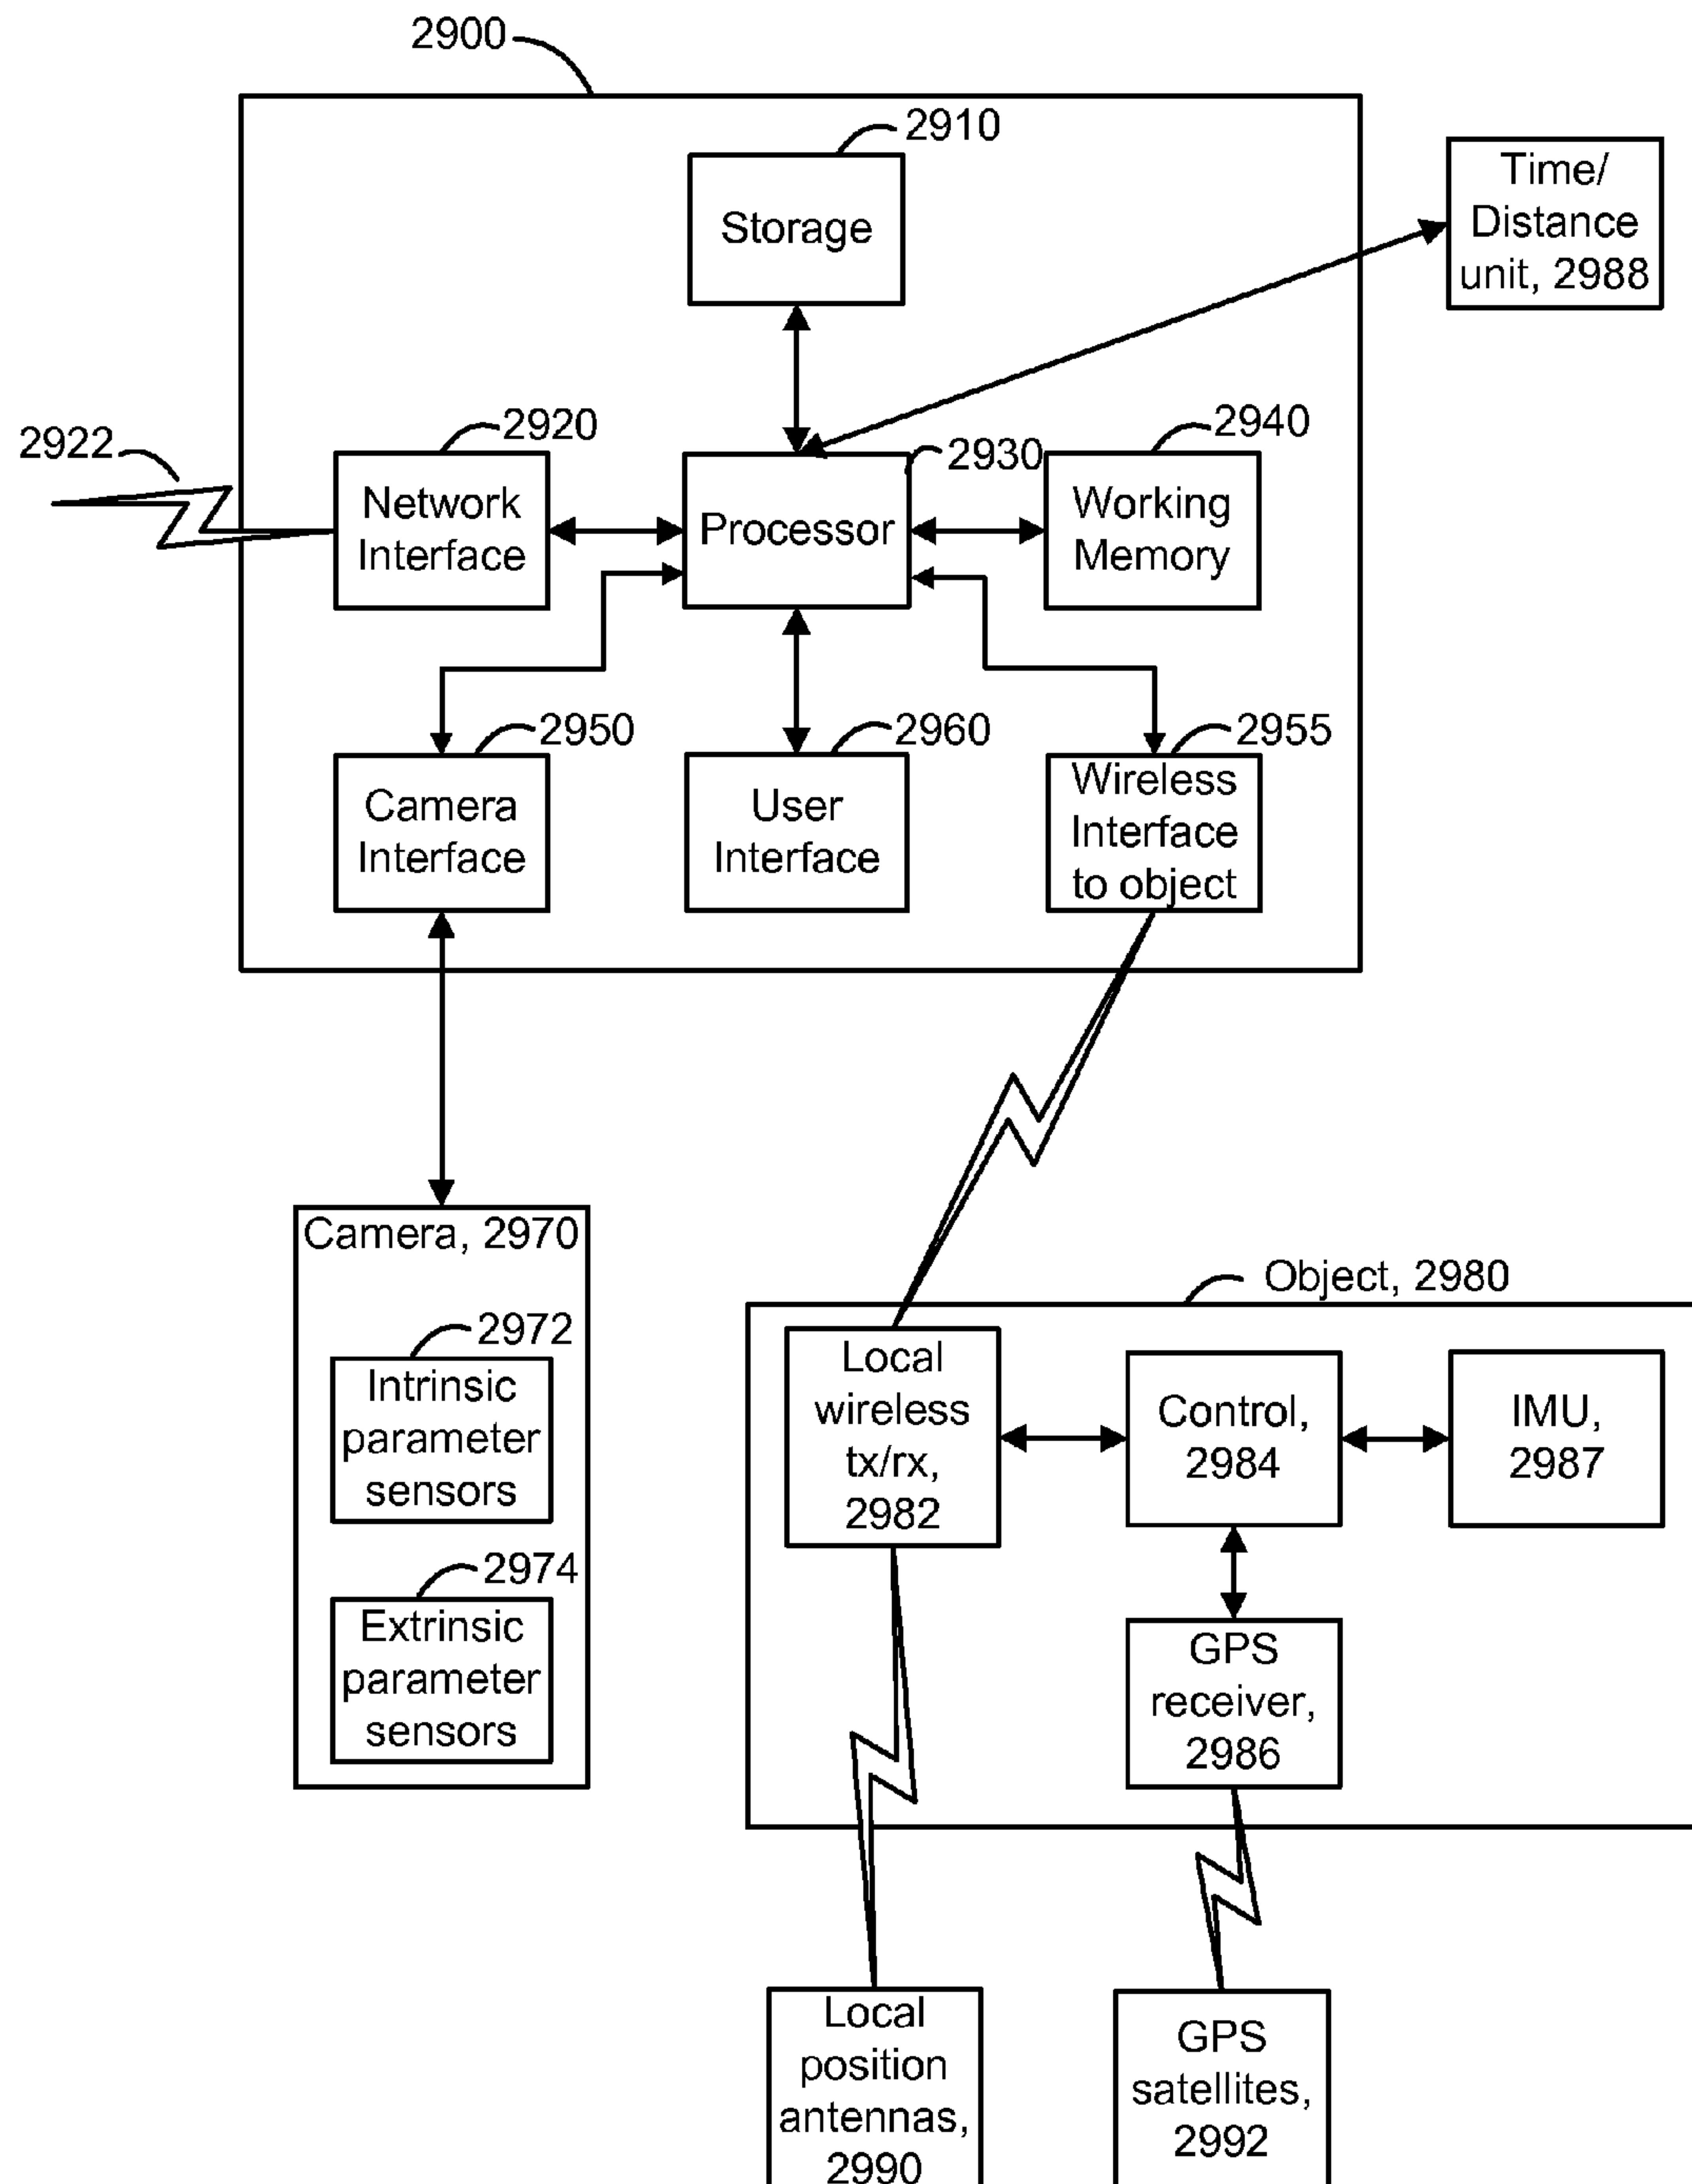 2900
2910
Storage
Time/
Distance
unit, 2988
2922
2920
Network
Interface
2930
Processor
2940
Working
Memory
2950
Camera
Interface
2960
User
Interface
2955
Wireless
Interface
to object
Camera, 2970
2972
Intrinsic
parameter
sensors
2974
Extrinsic
parameter
sensors
Object, 2980
Local
wireless
tx/rx,
2982
Control,
2984
IMU,
2987
GPS
receiver,
2986
Local
position
antennas,
2990
GPS
satellites,
2992